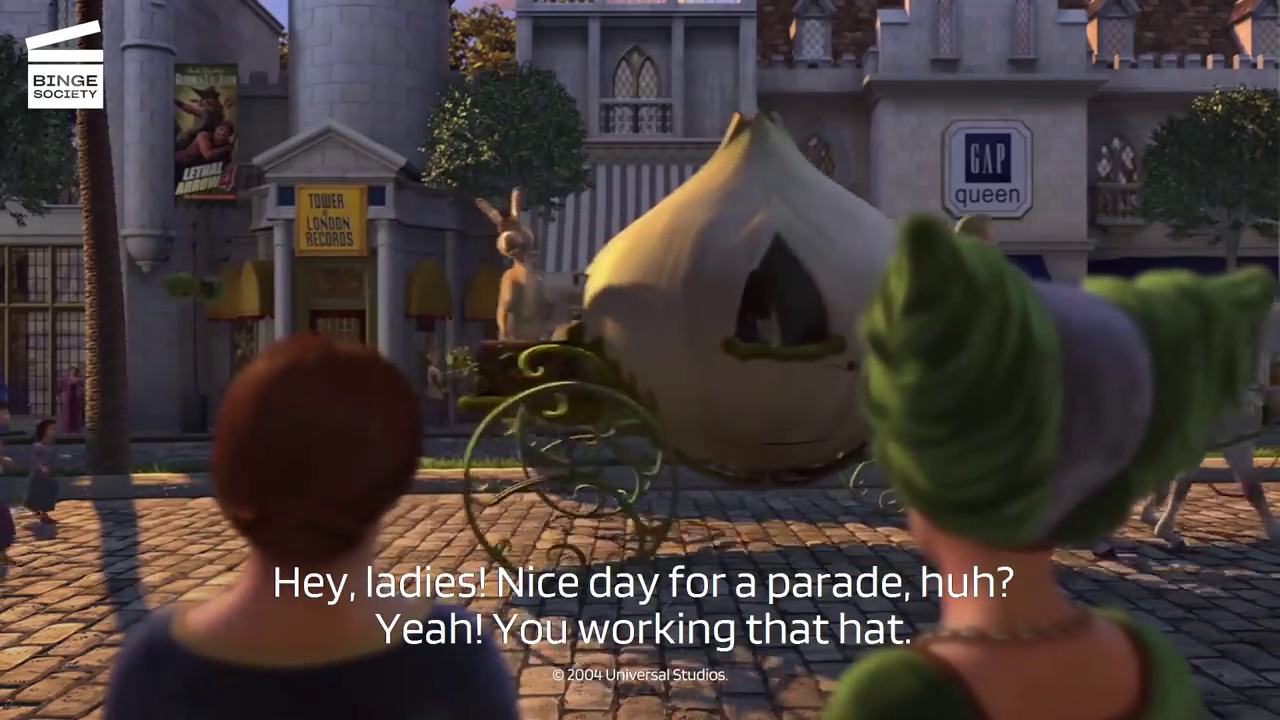 BINGE
SOCIETY
LETHAL
ARROW 4
TOWER
of
LONDON
RECORDS
GAP
queen
Hey, ladies! Nice day for a parade, huh?
Yeah! You working that hat.
© 2004 Universal Studios.